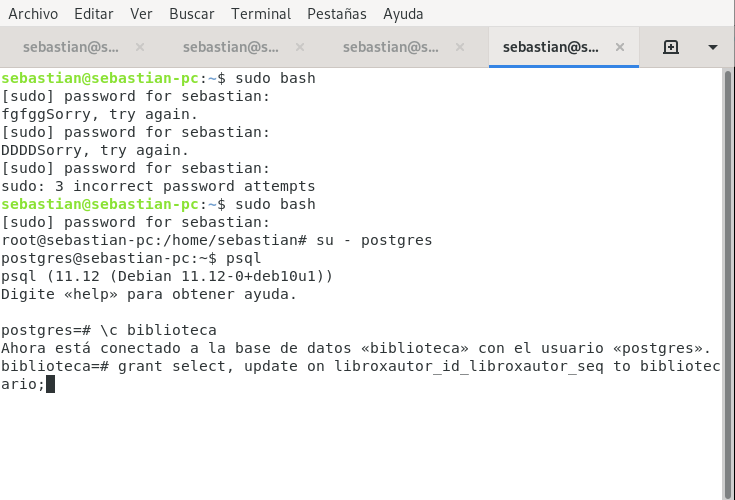 Archivo Editar Ver Buscar Terminal Pestañas Ayuda
sebastian@s... × sebastian@s... × sebastian@s... × sebastian@s... ×
sebastian@sebastian-pc:~$ sudo bash
[sudo] password for sebastian:
fgfggSorry, try again.
[sudo] password for sebastian:
DDDDSorry, try again.
[sudo] password for sebastian:
sudo: 3 incorrect password attempts
sebastian@sebastian-pc:~$ sudo bash
[sudo] password for sebastian:
root@sebastian-pc:/home/sebastian# su - postgres
postgres@sebastian-pc:~$ psql
psql (11.12 (Debian 11.12-0+deb10u1))
Digite «help» para obtener ayuda.
postgres=# \c biblioteca
Ahora está conectado a la base de datos «biblioteca» con el usuario «postgres».
biblioteca=# grant select, update on libroxautor_id_libroxautor_seq to bibliotec
ario;